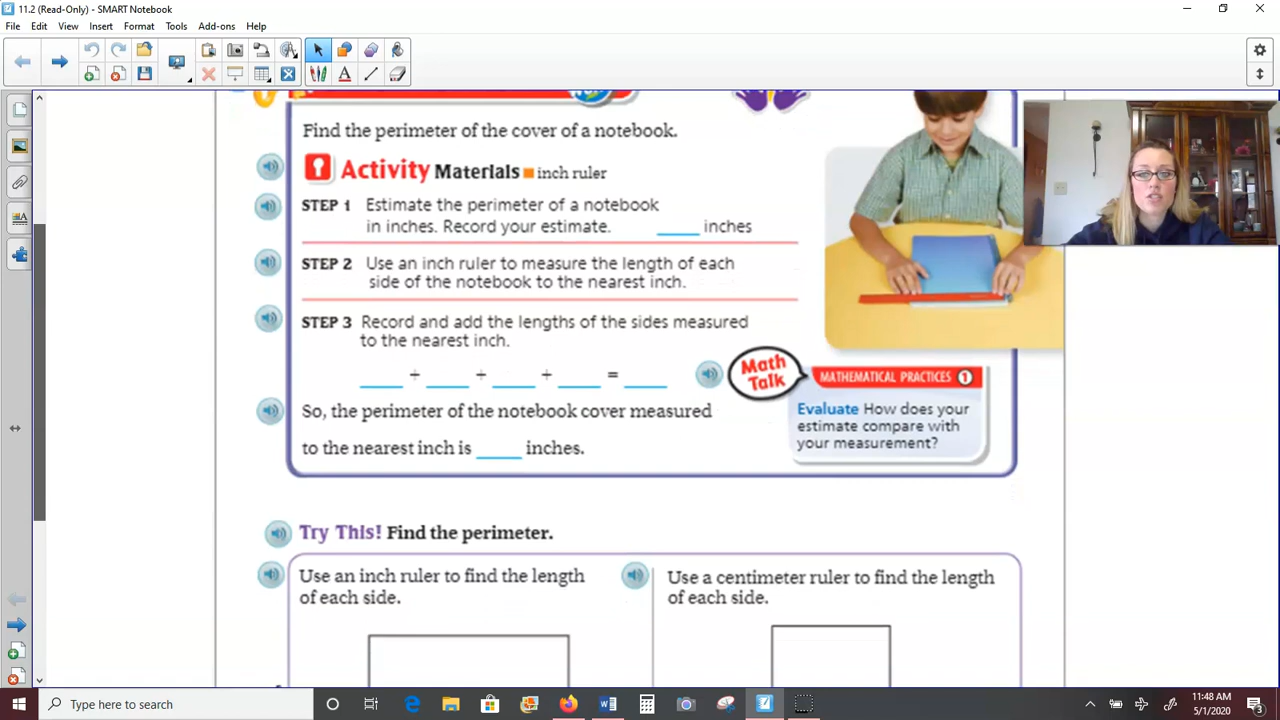 11.2 (Read-Only) - SMART Notebook
File Edit View Insert Format Tools Add-ons Help
Find the perimeter of the cover of a notebook.
Activity Materials ■ inch ruler
STEP 1 Estimate the perimeter of a notebook
in inches. Record your estimate. ____ inches
STEP 2 Use an inch ruler to measure the length of each
side of the notebook to the nearest inch.
STEP 3 Record and add the lengths of the sides measured
to the nearest inch.
____ + ____ + ____ + ____ = ____
Math
Talk
MATHEMATICAL PRACTICES 1
Evaluate How does your
estimate compare with
your measurement?
So, the perimeter of the notebook cover measured
to the nearest inch is ____ inches.
Try This! Find the perimeter.
Use an inch ruler to find the length
of each side.
Use a centimeter ruler to find the length
of each side.
Type here to search
11:48 AM
5/1/2020